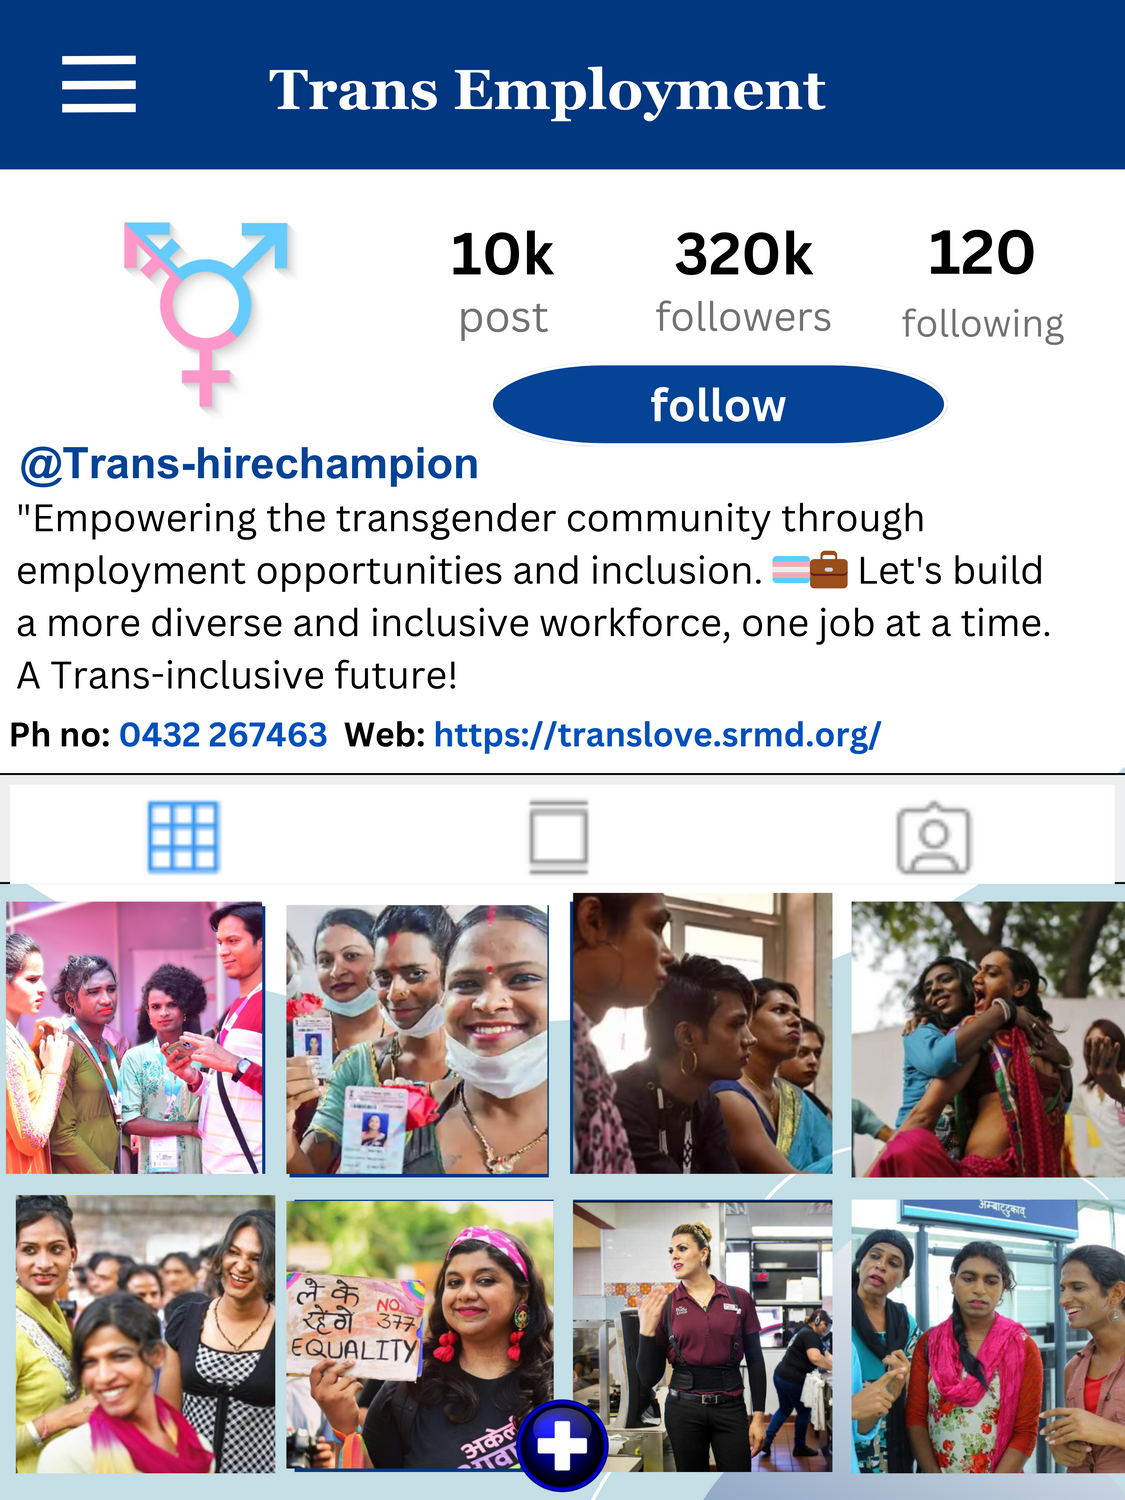 Trans Employment
10k
320k
120
post
followers
following
follow
@Trans-hirechampion
"Empowering the transgender community through
employment opportunities and inclusion. 🏳️‍⚧️💼 Let's build
a more diverse and inclusive workforce, one job at a time.
A Trans-inclusive future!
Ph no: 0432 267463 Web: https://translove.srmd.org/
ले के
रहेंगे
NO.
377
EQUALITY
अकेली
आवा
अम्बाट्टुकाव्